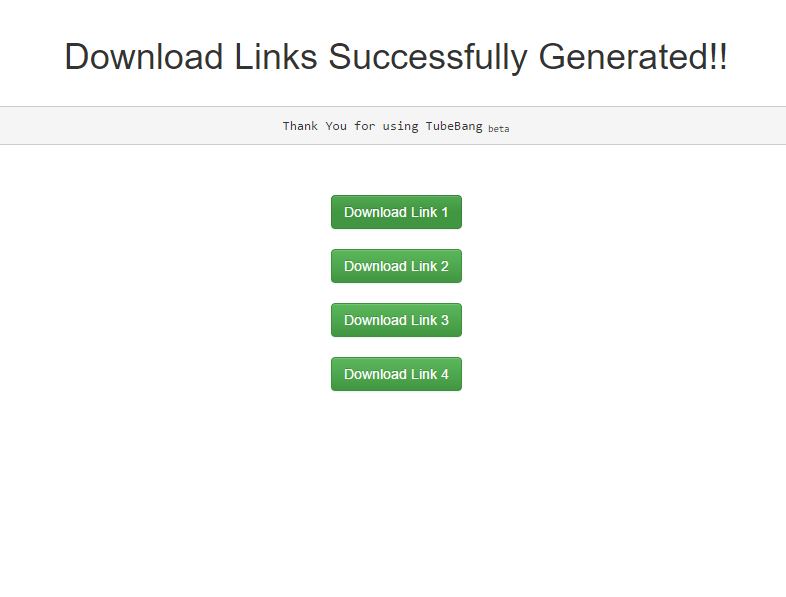 Download Links Successfully Generated!!
Thank You for using TubeBang beta
Download Link 1
Download Link 2
Download Link 3
Download Link 4